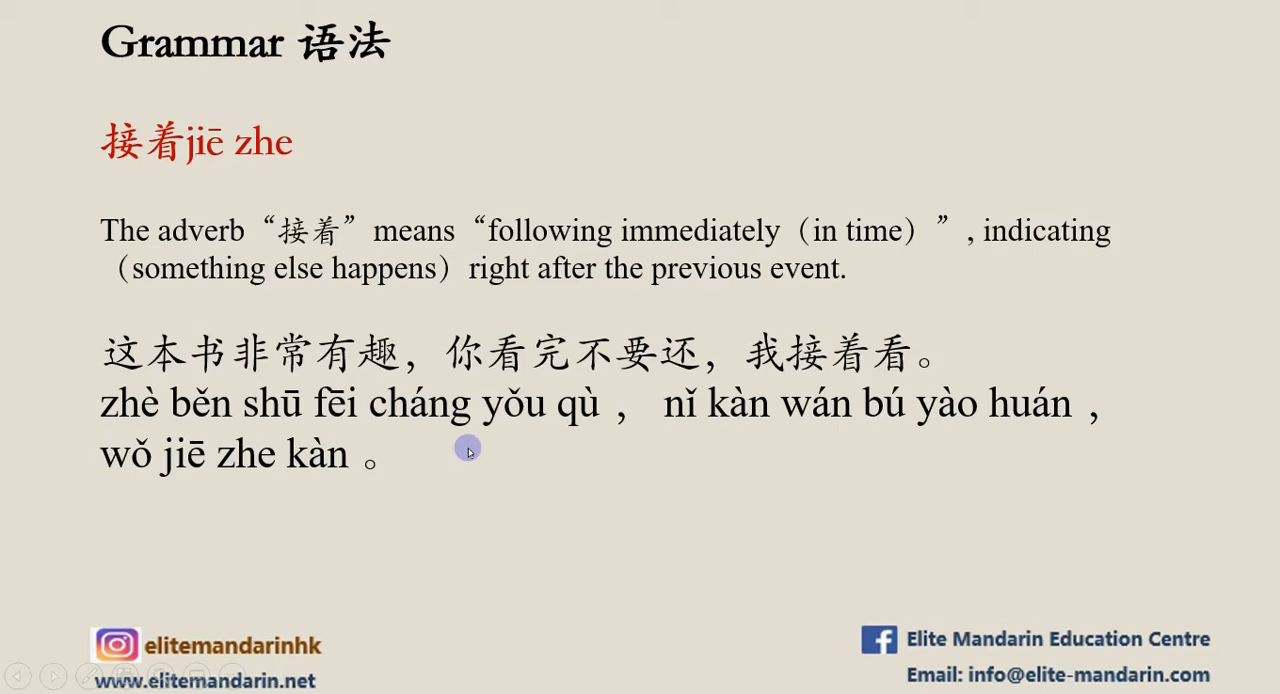 Grammar 语法
接着jiē zhe
The adverb “接着” means “following immediately（in time）”, indicating
（something else happens）right after the previous event.
这本书非常有趣，你看完不要还，我接着看。
zhè běn shū fēi cháng yǒu qù ， nǐ kàn wán bú yào huán ，
wǒ jiē zhe kàn 。
elitemandarinhk
www.elitemandarin.net
Elite Mandarin Education Centre
Email: info@elite-mandarin.com